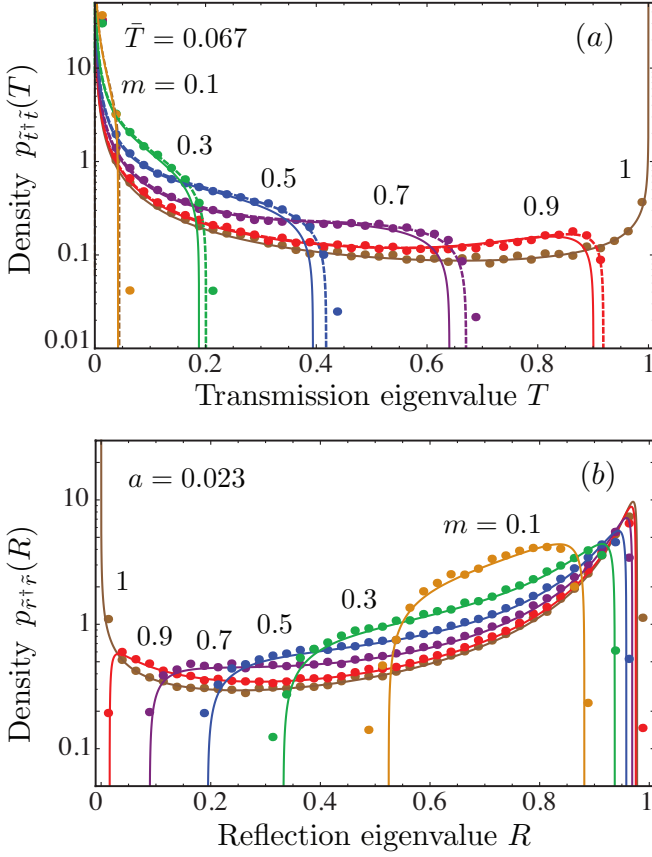 T̄ = 0.067
(a)
m = 0.1
0.3
0.5
0.7
0.9
1
10
1
0.1
0.01
Density p_{t̃†t̃}(T)
0 0.2 0.4 0.6 0.8 1
Transmission eigenvalue T
a = 0.023
(b)
m = 0.1
1
0.9
0.7
0.5
0.3
10
1
0.1
Density p_{r̃†r̃}(R)
0 0.2 0.4 0.6 0.8 1
Reflection eigenvalue R